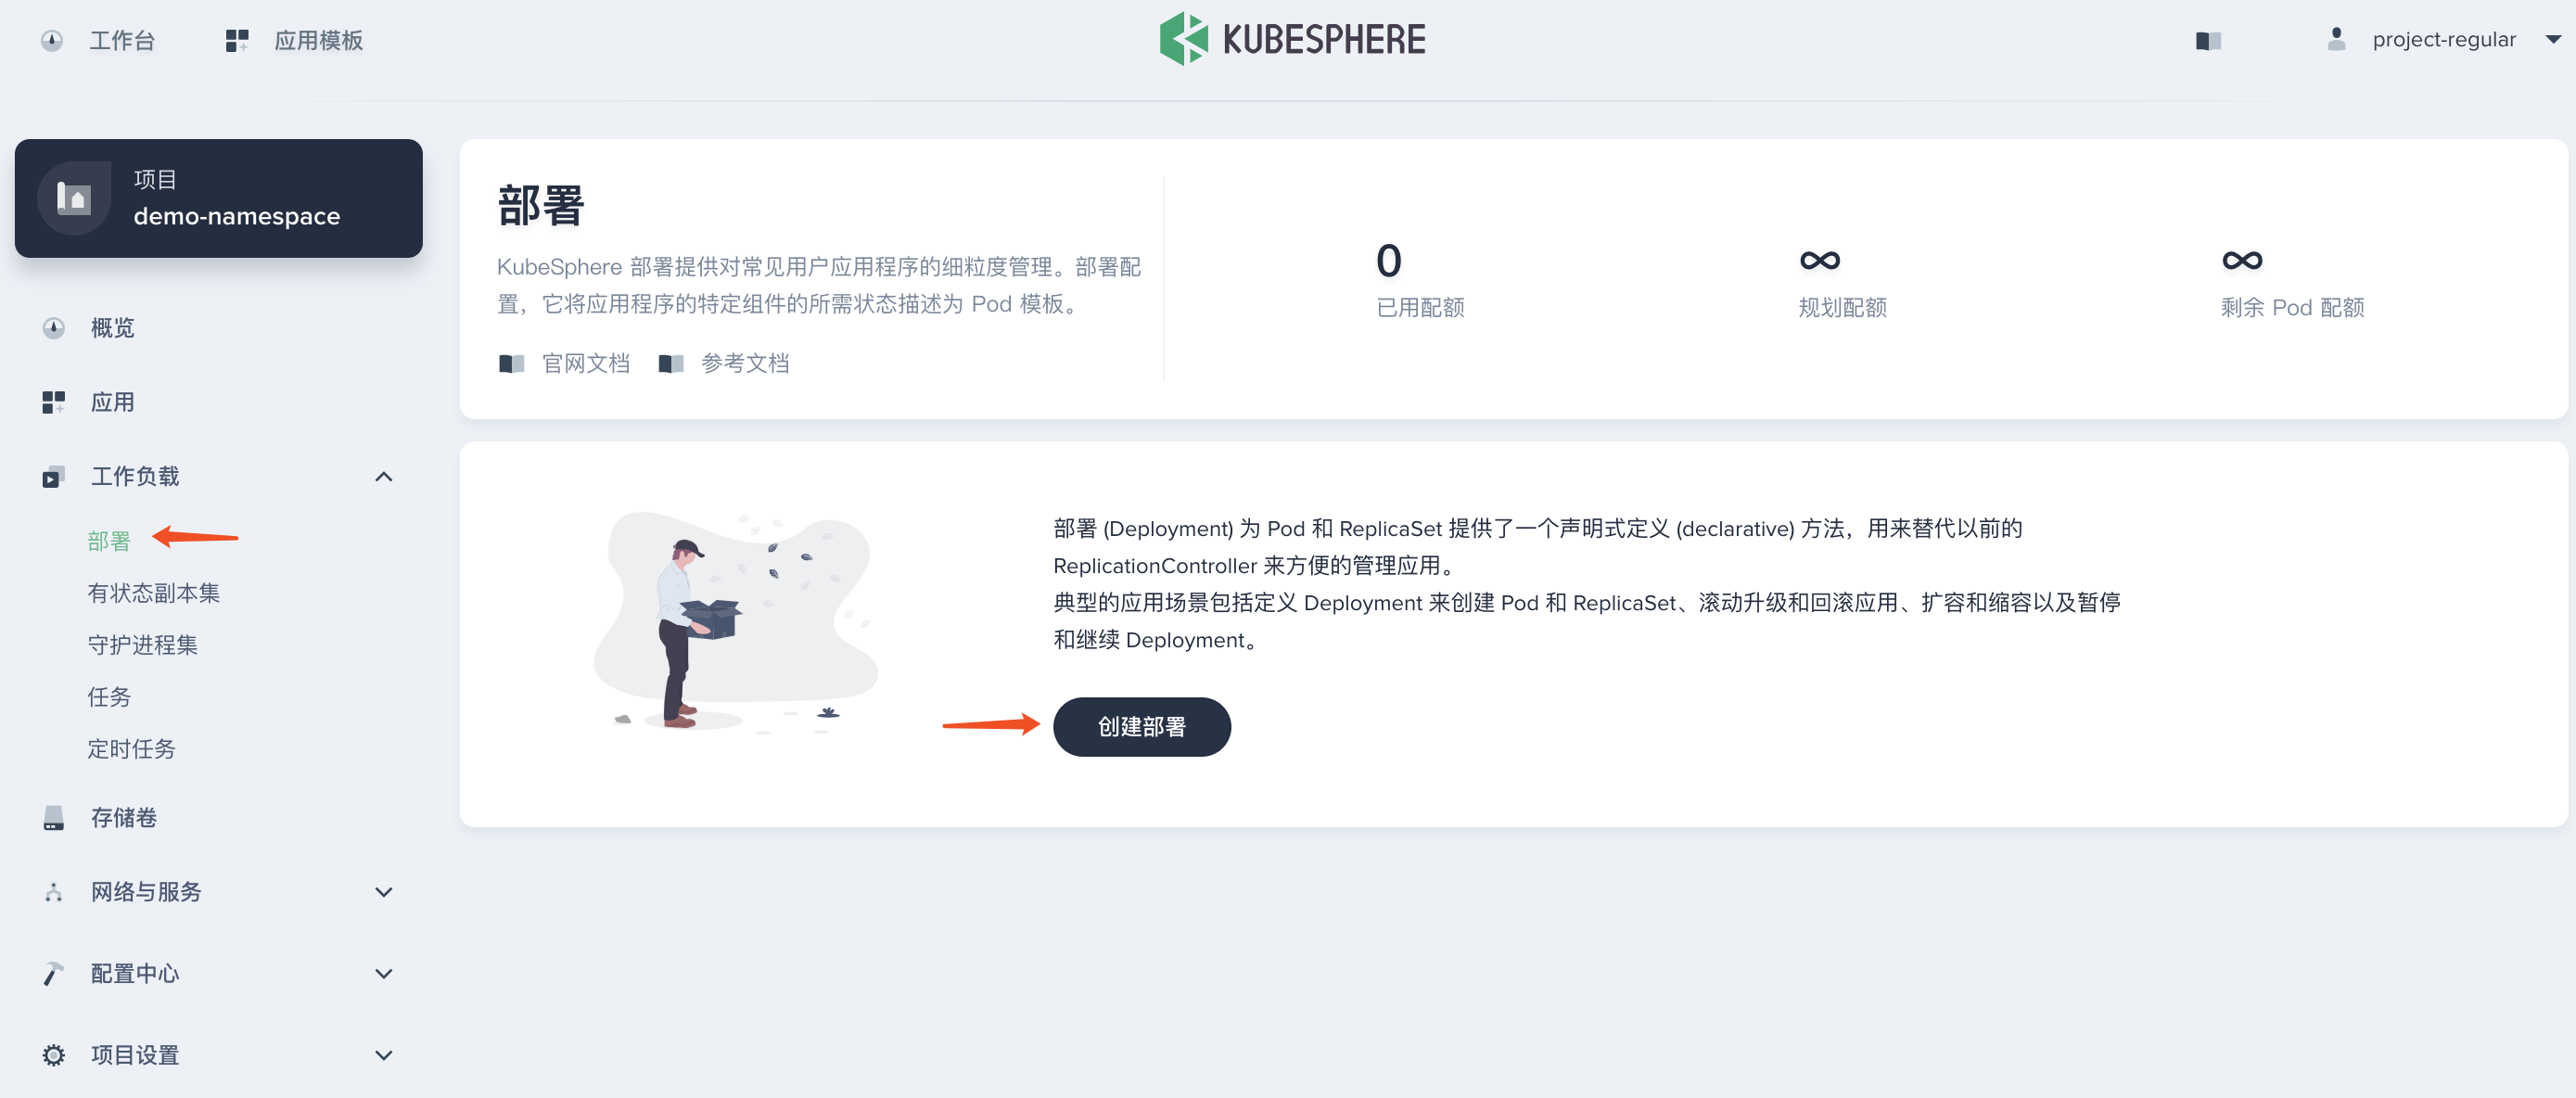 工作台
应用模板
KUBESPHERE
project-regular
项目
demo-namespace
概览
应用
工作负载
部署
有状态副本集
守护进程集
任务
定时任务
存储卷
网络与服务
配置中心
项目设置
部署
KubeSphere 部署提供对常见用户应用程序的细粒度管理。部署配
置，它将应用程序的特定组件的所需状态描述为 Pod 模板。
官网文档
参考文档
0
已用配额
∞
规划配额
∞
剩余 Pod 配额
部署 (Deployment) 为 Pod 和 ReplicaSet 提供了一个声明式定义 (declarative) 方法，用来替代以前的
ReplicationController 来方便的管理应用。
典型的应用场景包括定义 Deployment 来创建 Pod 和 ReplicaSet、滚动升级和回滚应用、扩容和缩容以及暂停
和继续 Deployment。
创建部署